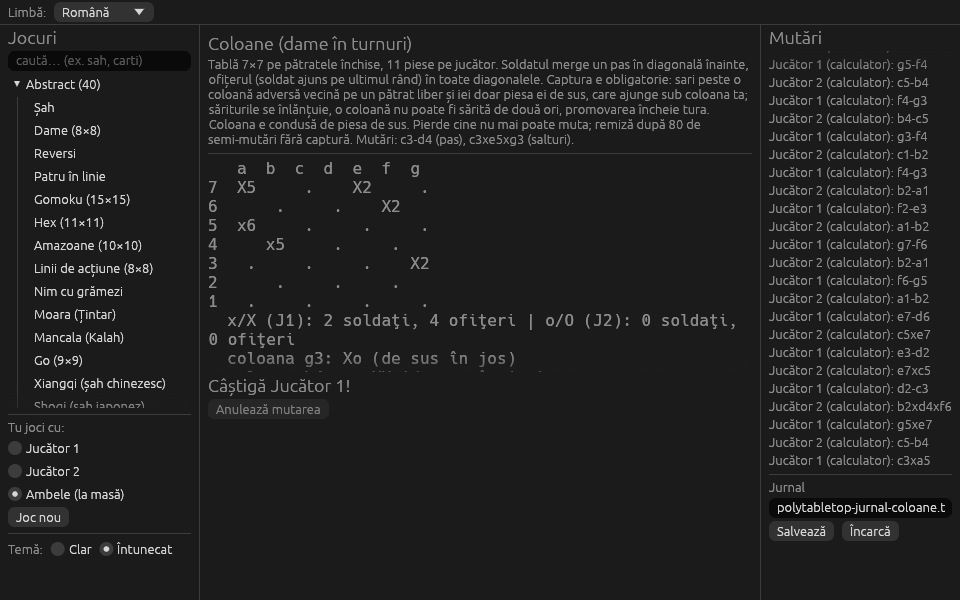 Limbă: Română
Jocuri
caută... (ex. sah, carti)
Abstract (40)
Șah
Dame (8×8)
Reversi
Patru în linie
Gomoku (15×15)
Hex (11×11)
Amazoane (10×10)
Linii de acțiune (8×8)
Nim cu grămezi
Moara (Țintar)
Mancala (Kalah)
Go (9×9)
Xiangqi (șah chinezesc)
Shogi (șah japonez)
Tu joci cu:
Jucător 1
Jucător 2
Ambele (la masă)
Joc nou
Temă: Clar Întunecat
Coloane (dame în turnuri)
Tablă 7×7 pe pătratele închise, 11 piese pe jucător. Soldatul merge un pas în diagonală înainte,
ofițerul (soldat ajuns pe ultimul rând) în toate diagonalele. Captura e obligatorie: sari peste o
coloană adversă vecină pe un pătrat liber și iei doar piesa ei de sus, care ajunge sub coloana ta;
săriturile se înlănțuie, o coloană nu poate fi sărită de două ori, promovarea încheie tura.
Coloana e condusă de piesa de sus. Pierde cine nu mai poate muta; remiză după 80 de
semi-mutări fără captură. Mutări: c3-d4 (pas), c3xe5xg3 (salturi).
a b c d e f g
7 X5 . X2 .
6 . . X2
5 x6 . . .
4 x5 . .
3 . . . X2
2 . . .
1 . . . .
x/X (J1): 2 soldați, 4 ofițeri | o/O (J2): 0 soldați,
0 ofițeri
coloana g3: Xo (de sus în jos)
Câștigă Jucător 1!
Anulează mutarea
Mutări
Jucător 1 (calculator): g5-f4
Jucător 2 (calculator): c5-b4
Jucător 1 (calculator): f4-g3
Jucător 2 (calculator): b4-c5
Jucător 1 (calculator): g3-f4
Jucător 2 (calculator): c1-b2
Jucător 1 (calculator): f4-g3
Jucător 2 (calculator): b2-a1
Jucător 1 (calculator): f2-e3
Jucător 2 (calculator): a1-b2
Jucător 1 (calculator): g7-f6
Jucător 2 (calculator): b2-a1
Jucător 1 (calculator): f6-g5
Jucător 2 (calculator): a1-b2
Jucător 1 (calculator): e7-d6
Jucător 2 (calculator): c5xe7
Jucător 1 (calculator): e3-d2
Jucător 2 (calculator): e7xc5
Jucător 1 (calculator): d2-c3
Jucător 2 (calculator): b2xd4xf6
Jucător 1 (calculator): g5xe7
Jucător 2 (calculator): c5-b4
Jucător 1 (calculator): c3xa5
Jurnal
polytabletop-jurnal-coloane.t
Salvează Încarcă